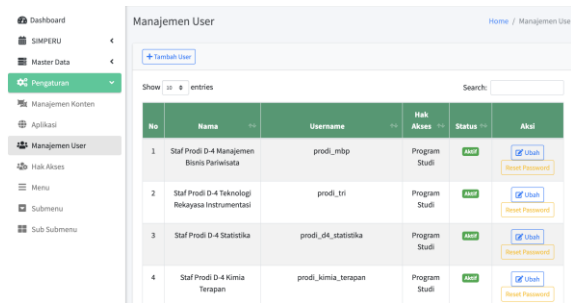 Dashboard
SIMPERU
Master Data
Pengaturan
Manajemen Konten
Aplikasi
Manajemen User
Hak Akses
Menu
Submenu
Sub Submenu
Manajemen User
Home / Manajemen Use
+ Tambah User
Show 10 entries
Search:
No Nama Username Hak Akses Status Aksi
1 Staf Prodi D-4 Manajemen Bisnis Pariwisata prodi_mbp Program Studi Aktif Ubah Reset Password
2 Staf Prodi D-4 Teknologi Rekayasa Instrumentasi prodi_tri Program Studi Aktif Ubah Reset Password
3 Staf Prodi D-4 Statistika prodi_d4_statistika Program Studi Aktif Ubah Reset Password
4 Staf Prodi D-4 Kimia Terapan prodi_kimia_terapan Program Studi Aktif Ubah Reset Password